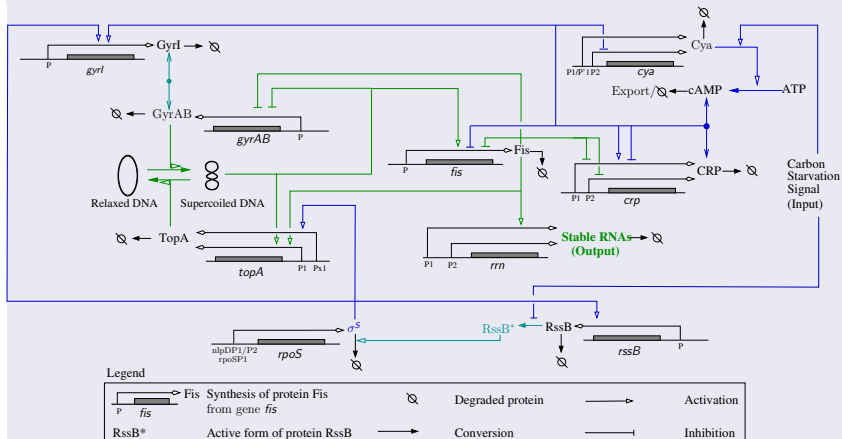 P
gyrI
GyrI
P1/P'1
P2
cya
Cya
Export/
cAMP
ATP
GyrAB
gyrAB
P
P
fis
Fis
P1
P2
crp
CRP
Carbon
Starvation
Signal
(Input)
Relaxed DNA
Supercoiled DNA
TopA
topA
P1
Px1
P1
P2
rrn
Stable RNAs
(Output)
nlpDP1/P2
rpoSP1
rpoS
σS
RssB*
RssB
rssB
P
Legend
P
fis
Fis
Synthesis of protein Fis
from gene fis
Degraded protein
Activation
RssB*
Active form of protein RssB
Conversion
Inhibition